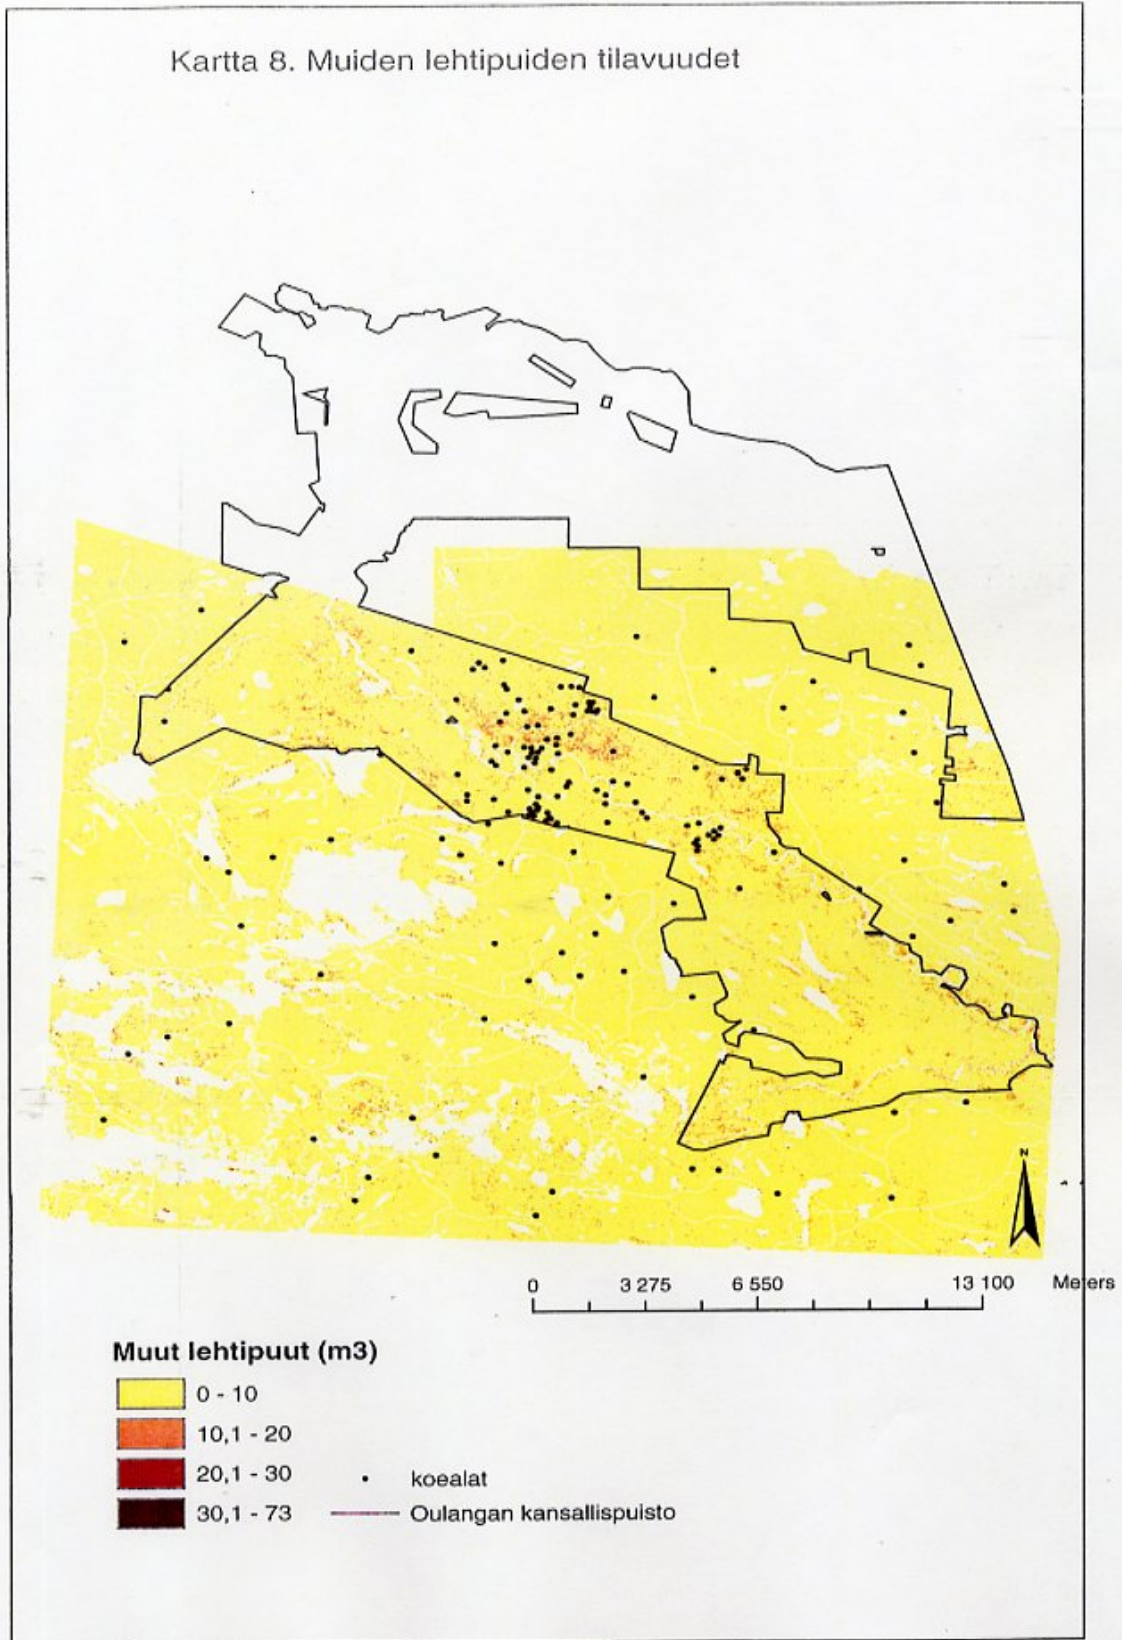 Kartta 8. Muiden lehtipuiden tilavuudet
N
0 3 275 6 550 13 100 Meters
Muut lehtipuut (m3)
0 - 10
10,1 - 20
20,1 - 30
30,1 - 73
koealat
Oulangan kansallispuisto